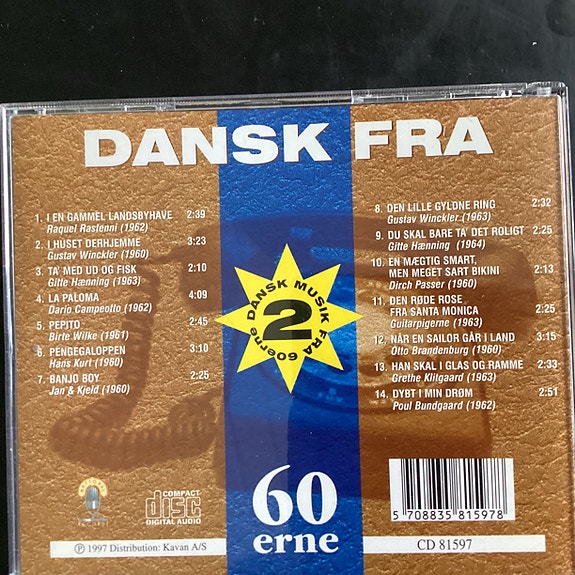 DANSK FRA
1. I EN GAMMEL LANDSBYHAVE 2:39
Raquel Rastenni (1962)
2. I HUSET DERHJEMME 3:23
Gustav Winckler (1960)
3. TA' MED UD OG FISK 2:10
Gitte Hænning (1963)
4. LA PALOMA 4:09
Dario Campeotto (1962)
5. PEPITO 2:45
Birte Wilke (1961)
6. PENGEGALOPPEN 3:10
Hans Kurt (1960)
7. BANJO BOY 2:25
Jan & Kjeld (1960)
8. DEN LILLE GYLDNE RING 2:32
Gustav Winckler (1963)
9. DU SKAL BARE TA' DET ROLIGT 2:25
Gitte Hænning (1964)
10. EN MÆGTIG SMART,
MEN MEGET SART BIKINI 2:13
Dirch Passer (1960)
11. DEN RØDE ROSE
FRA SANTA MONICA 2:25
Guitarpigerne (1963)
12. NÅR EN SAILOR GÅR I LAND 3:15
Otto Brandenburg (1960)
13. HAN SKAL I GLAS OG RAMME 2:33
Grethe Klitgaard (1963)
14. DYBT I MIN DRØM 2:51
Poul Bundgaard (1962)
DANSK MUSIK FRA 60erne
2
COMPACT
disc
DIGITAL AUDIO
60
erne
5 708835 815978
℗ 1997 Distribution: Kavan A/S
CD 81597